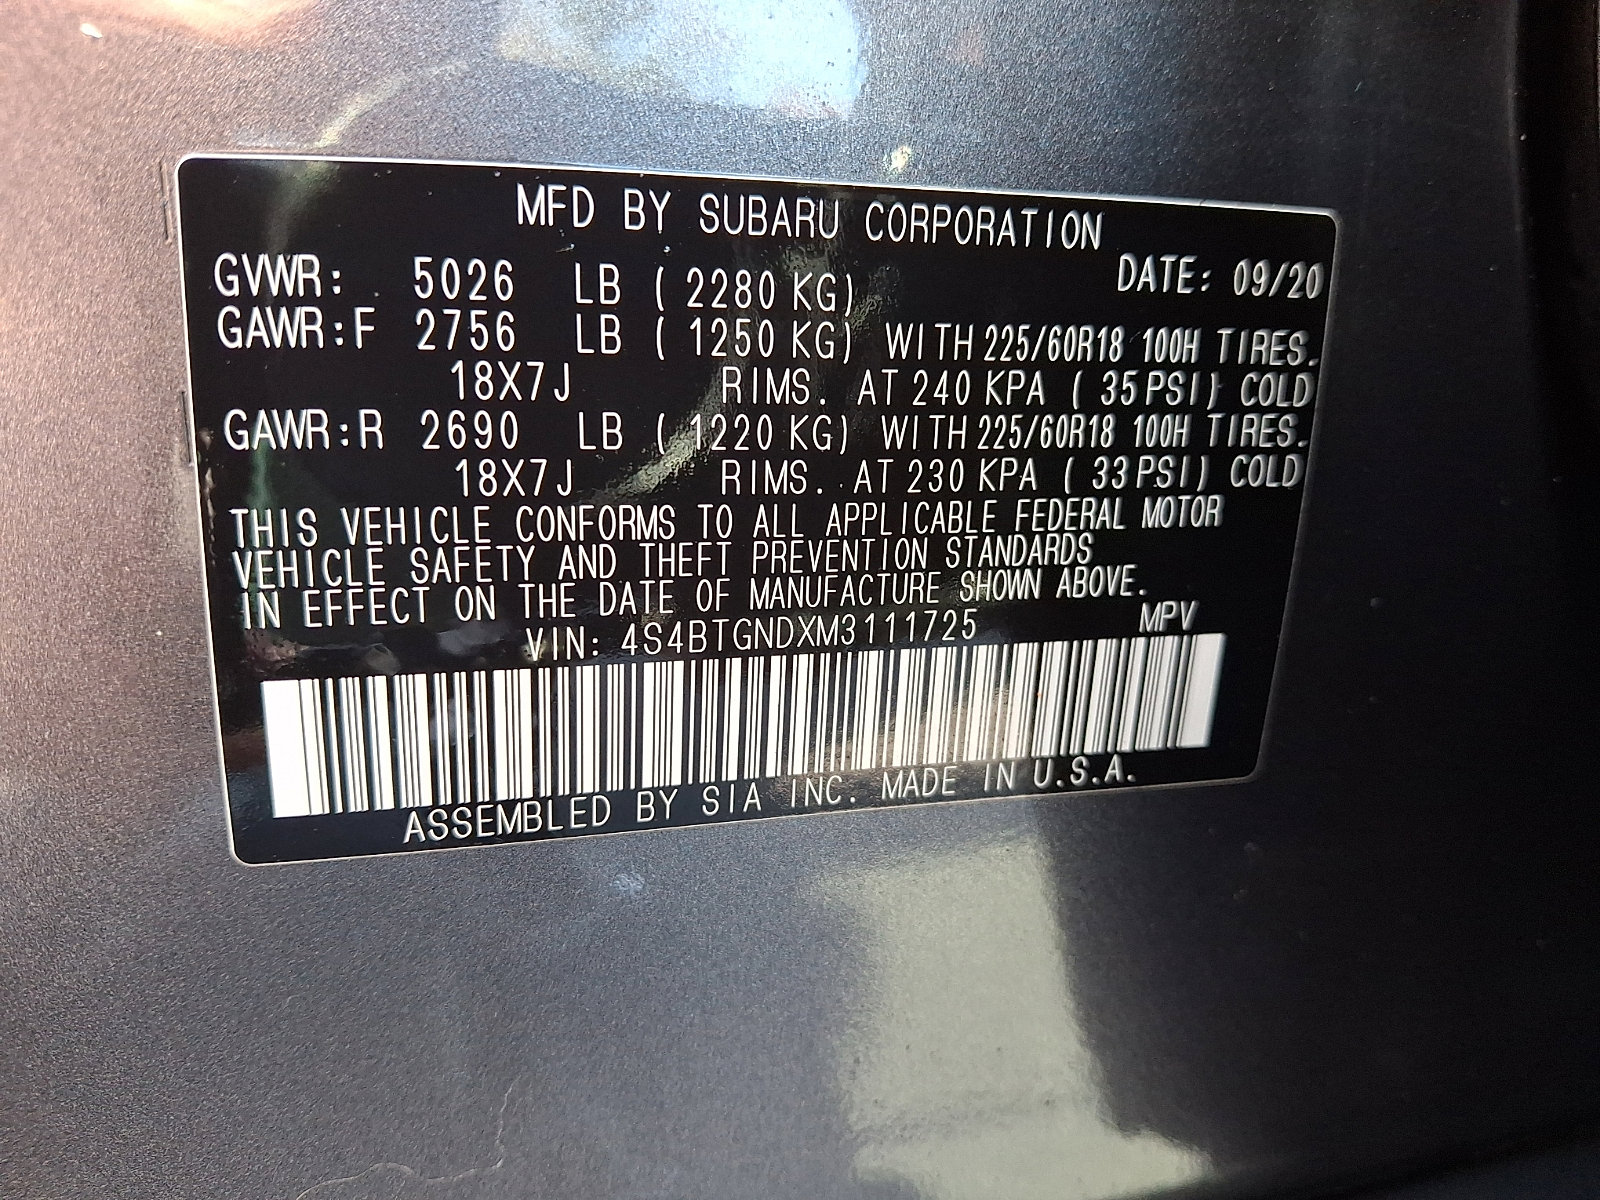 MFD BY SUBARU CORPORATION
GVWR: 5026 LB ( 2280 KG) DATE: 09/20
GAWR:F 2756 LB ( 1250 KG) WITH 225/60R18 100H TIRES.
18X7J RIMS. AT 240 KPA ( 35 PSI) COLD
GAWR:R 2690 LB ( 1220 KG) WITH 225/60R18 100H TIRES.
18X7J RIMS. AT 230 KPA ( 33 PSI) COLD
THIS VEHICLE CONFORMS TO ALL APPLICABLE FEDERAL MOTOR
VEHICLE SAFETY AND THEFT PREVENTION STANDARDS
IN EFFECT ON THE DATE OF MANUFACTURE SHOWN ABOVE.
VIN: 4S4BTGNDXM3111725 MPV
ASSEMBLED BY SIA INC. MADE IN U.S.A.